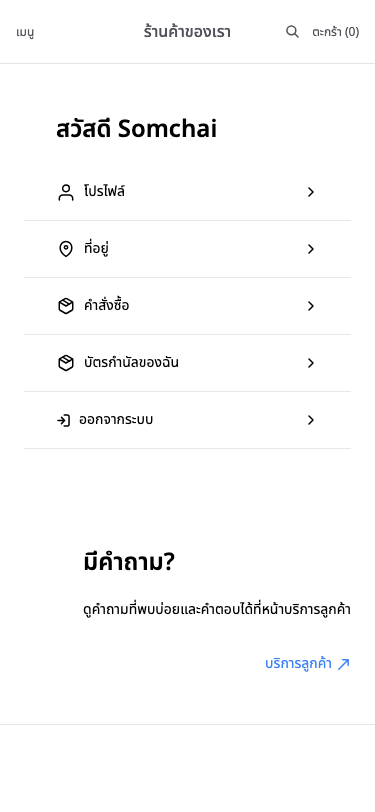 เมนู
ร้านค้าของเรา
ตะกร้า (0)
สวัสดี Somchai
โปรไฟล์
ที่อยู่
คำสั่งซื้อ
บัตรกำนัลของฉัน
ออกจากระบบ
มีคำถาม?
ดูคำถามที่พบบ่อยและคำตอบได้ที่หน้าบริการลูกค้า
บริการลูกค้า